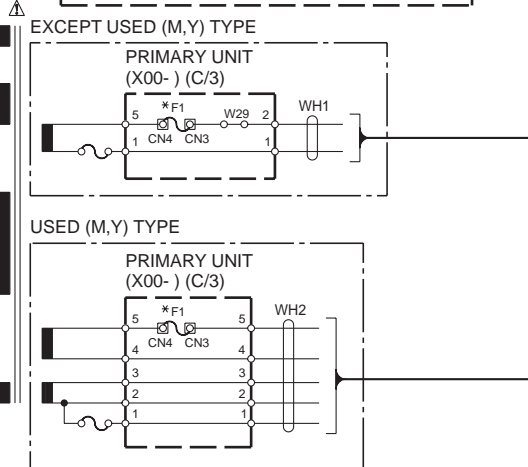 EXCEPT USED (M,Y) TYPE
PRIMARY UNIT
(X00- ) (C/3)
5 *F1 W29 2 WH1
CN4 CN3
1 1
USED (M,Y) TYPE
PRIMARY UNIT
(X00- ) (C/3)
5 *F1 5 WH2
CN4 CN3
4 4
3 3
2 2
1 1